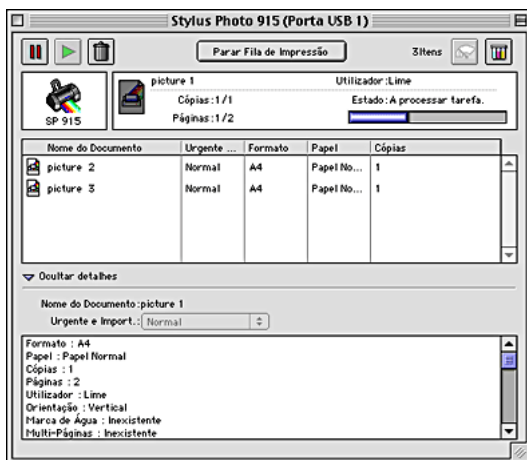 Stylus Photo 915 (Porta USB 1)
Parar Fila de Impressão
3Itens
SP 915
picture 1
Utilizador :Lime
Cópias :1/1
Estado :A processar tarefa.
Páginas :1/2
Nome do Documento Urgente ... Formato Papel Cópias
picture 2 Normal A4 Papel No... 1
picture 3 Normal A4 Papel No... 1
Ocultar detalhes
Nome do Documento :picture 1
Urgente e Import. : Normal
Formato : A4
Papel : Papel Normal
Cópias : 1
Páginas : 2
Utilizador : Lime
Orientação : Vertical
Marca de Água : Inexistente
Multi-Páginas : Inexistente